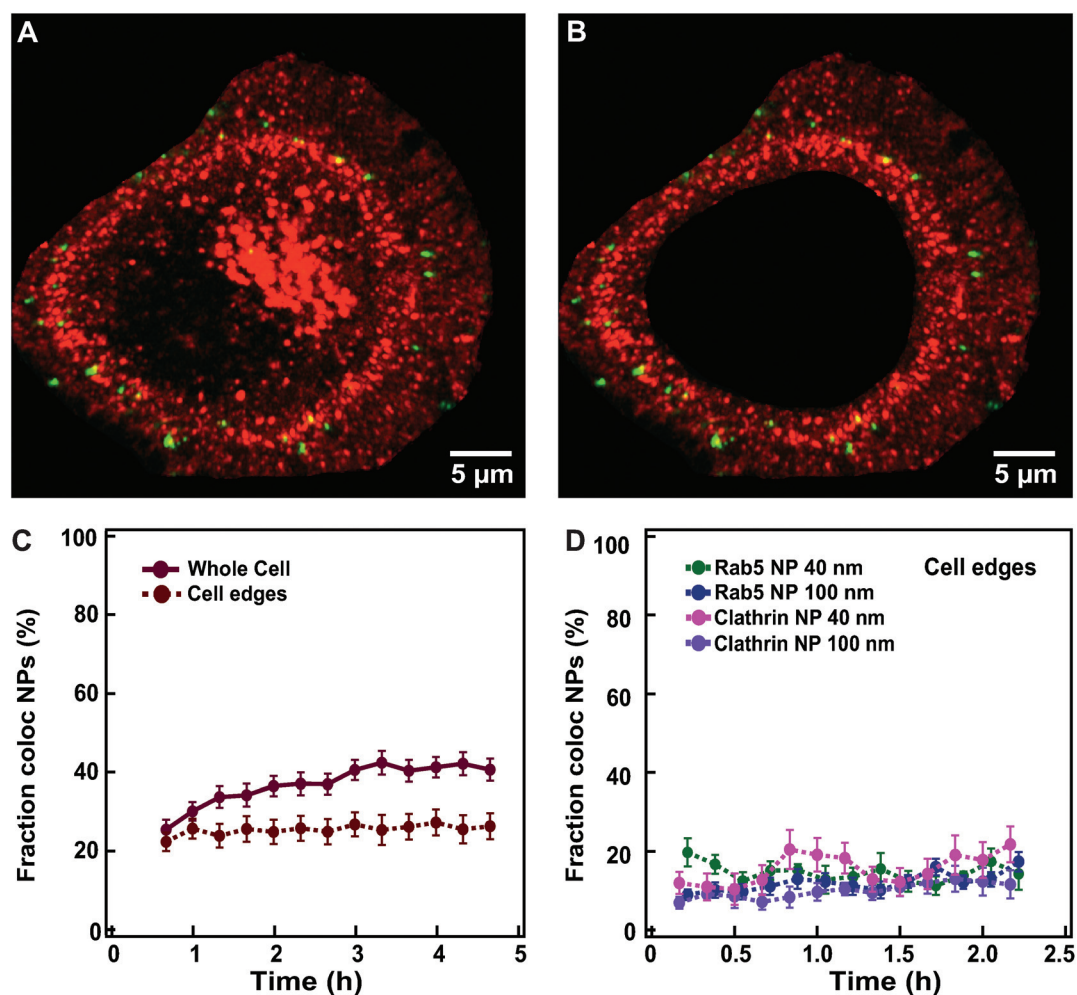 A
5 µm
B
5 µm
C
Fraction coloc NPs (%)
100
80
60
40
20
0
Whole Cell
Cell edges
0 1 2 3 4 5
Time (h)
D
Fraction coloc NPs (%)
100
80
60
40
20
0
Rab5 NP 40 nm
Rab5 NP 100 nm
Clathrin NP 40 nm
Clathrin NP 100 nm
Cell edges
0 0.5 1.0 1.5 2.0 2.5
Time (h)